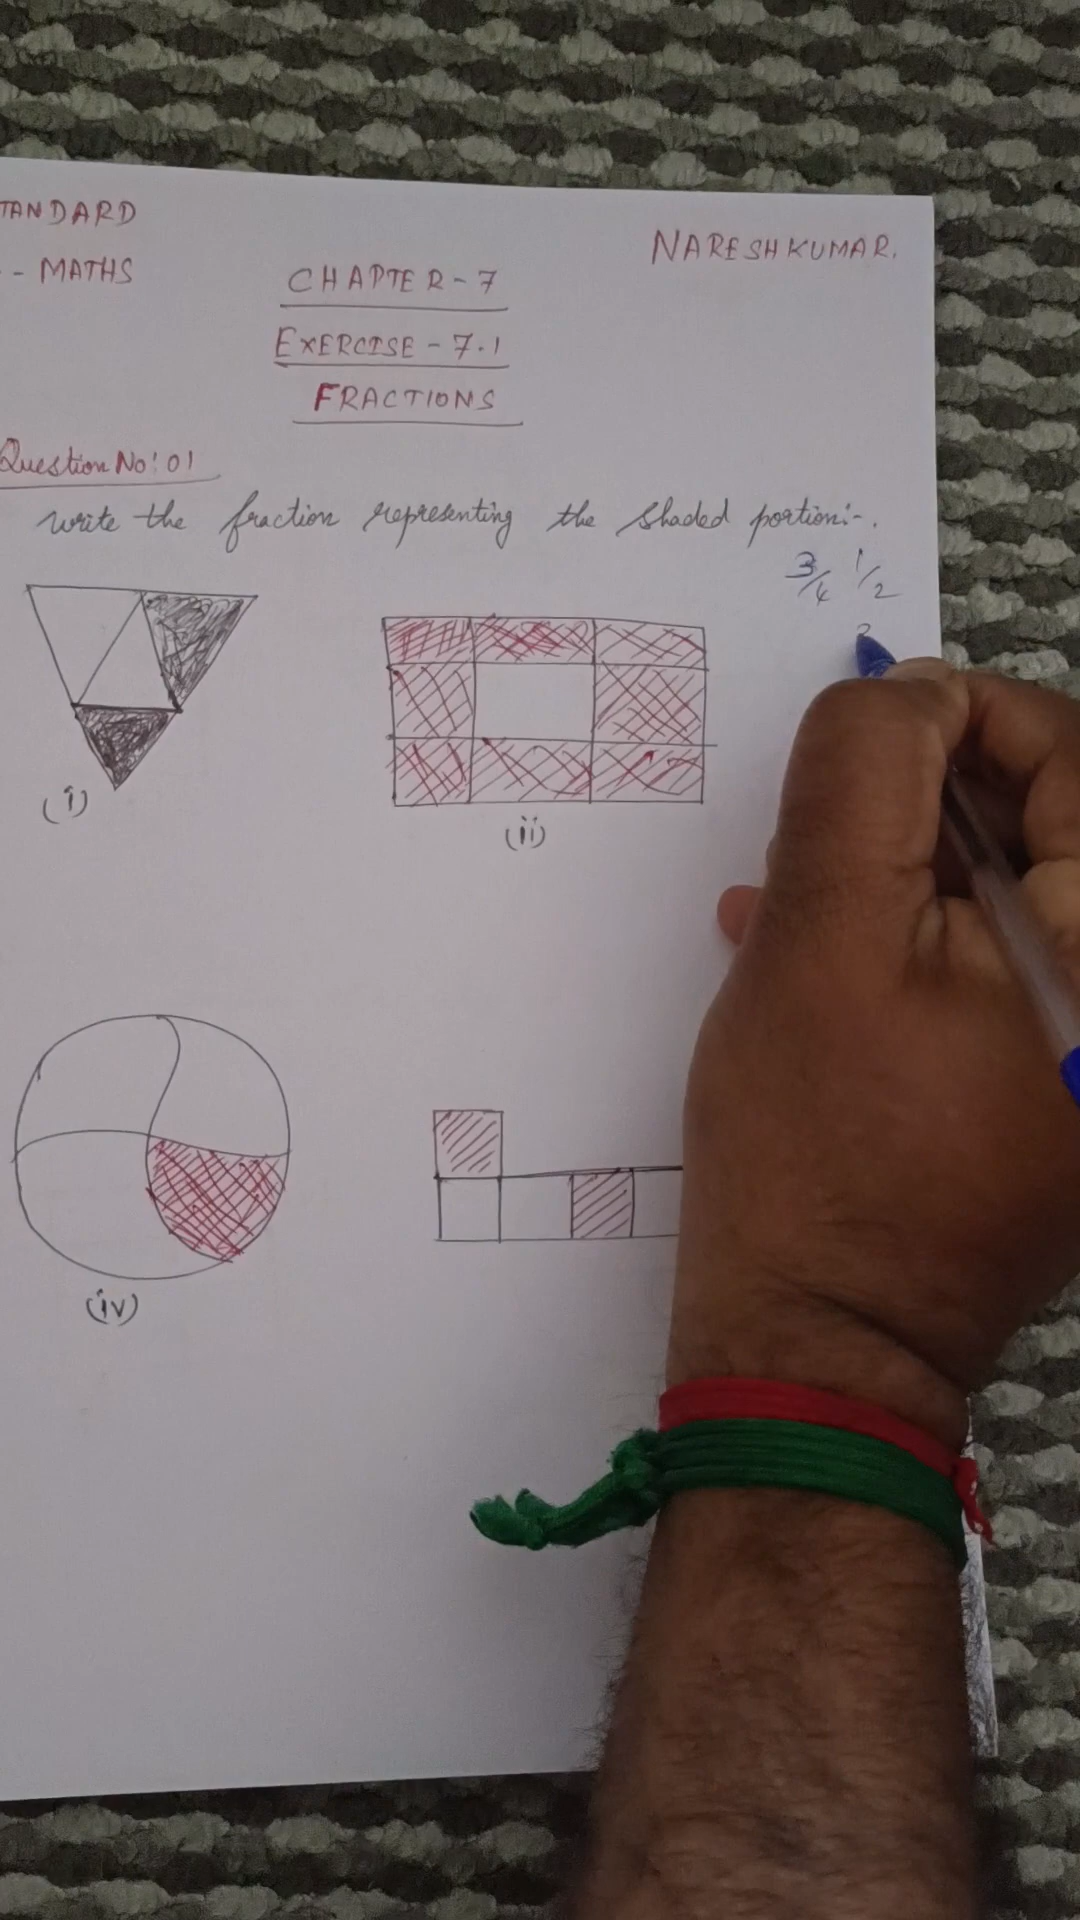 TANDARD
NARESHKUMAR.
- - MATHS
CHAPTER - 7
EXERCISE - 7.1
FRACTIONS
Question No: 01
write the fraction representing the shaded portion:-.
3/4 1/2
(i)
(ii)
(iv)